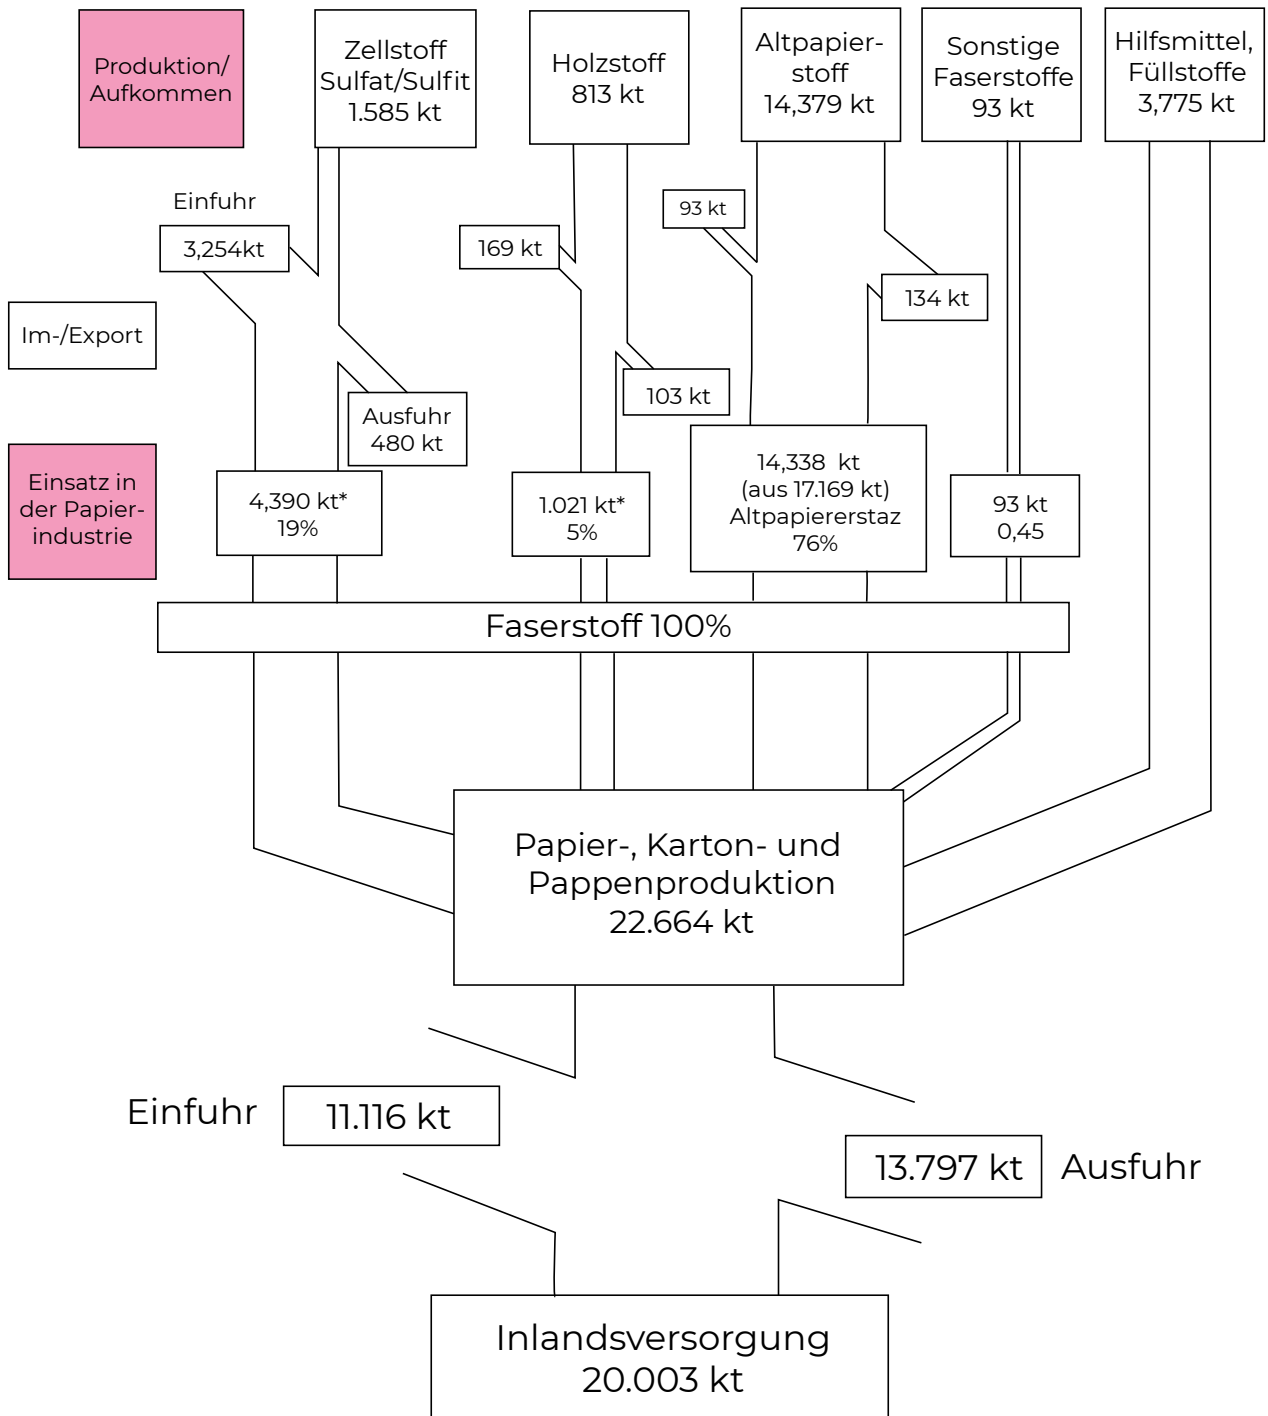 Produktion/
Aufkommen
Zellstoff
Sulfat/Sulfit
1.585 kt
Holzstoff
813 kt
Altpapier-
stoff
14,379 kt
Sonstige
Faserstoffe
93 kt
Hilfsmittel,
Füllstoffe
3,775 kt
Einfuhr
3,254kt
169 kt
93 kt
134 kt
Im-/Export
103 kt
Ausfuhr
480 kt
Einsatz in
der Papier-
industrie
4,390 kt*
19%
1.021 kt*
5%
14,338 kt
(aus 17.169 kt)
Altpapiererstaz
76%
93 kt
0,45
Faserstoff 100%
Papier-, Karton- und
Pappenproduktion
22.664 kt
Einfuhr
11.116 kt
13.797 kt
Ausfuhr
Inlandsversorgung
20.003 kt